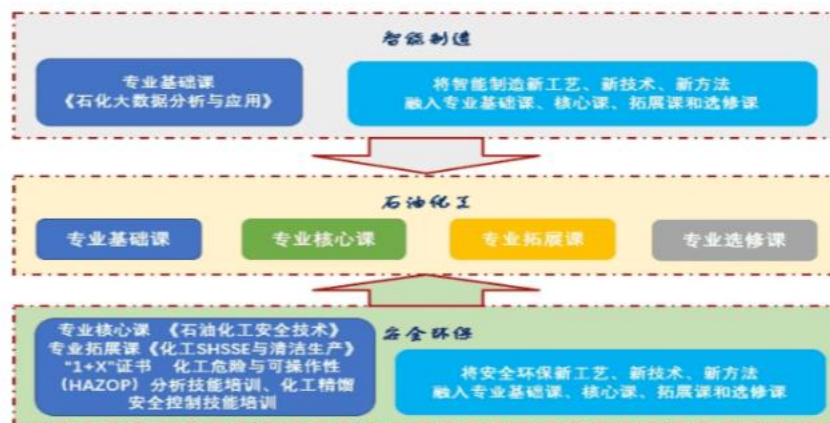 智能制造
专业基础课
《石化大数据分析与应用》
将智能制造新工艺、新技术、新方法
融入专业基础课、核心课、拓展课和选修课
石油化工
专业基础课
专业核心课
专业拓展课
专业选修课
安全环保
专业核心课 《石油化工安全技术》
专业拓展课《化工SHSSE与清洁生产》
"1+X"证书 化工危险与可操作性
（HAZOP）分析技能培训、化工精馏
安全控制技能培训
将安全环保新工艺、新技术、新方法
融入专业基础课、核心课、拓展课和选修课